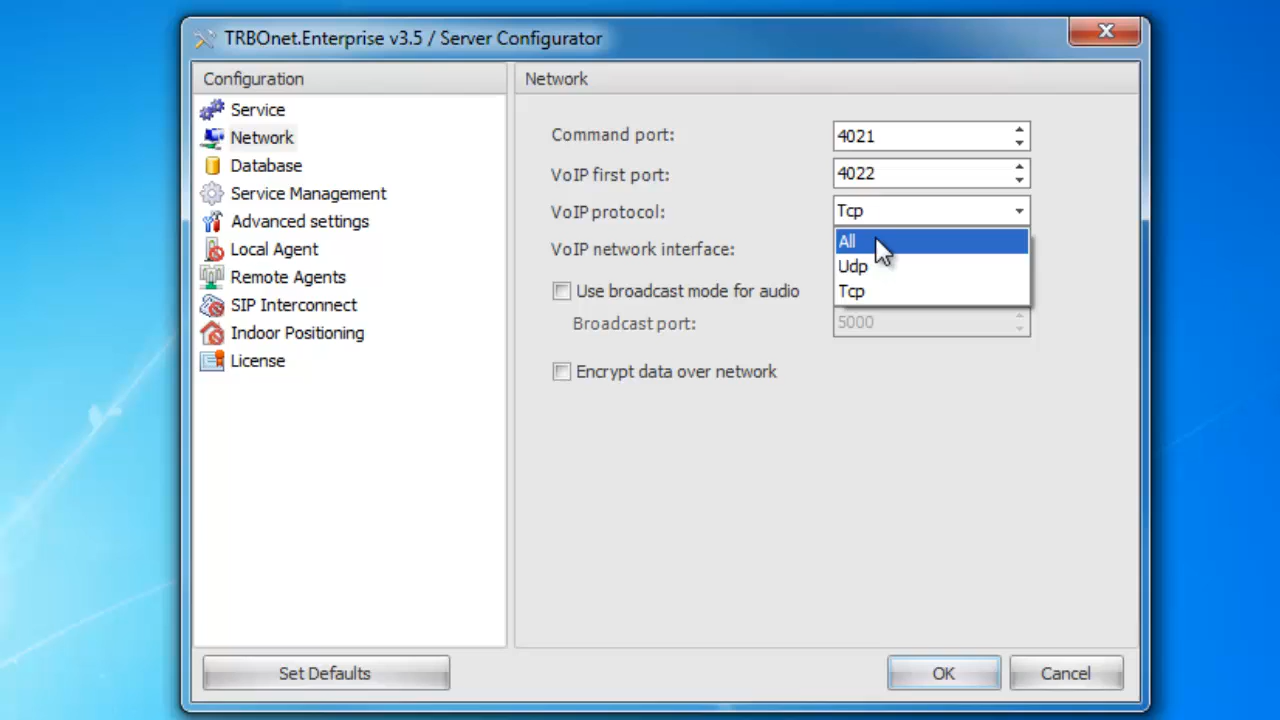 TRBOnet.Enterprise v3.5 / Server Configurator
Configuration
Service
Network
Database
Service Management
Advanced settings
Local Agent
Remote Agents
SIP Interconnect
Indoor Positioning
License
Set Defaults
Network
Command port: 4021
VoIP first port: 4022
VoIP protocol: Tcp
All
Udp
Tcp
VoIP network interface:
Use broadcast mode for audio
Broadcast port: 5000
Encrypt data over network
OK
Cancel